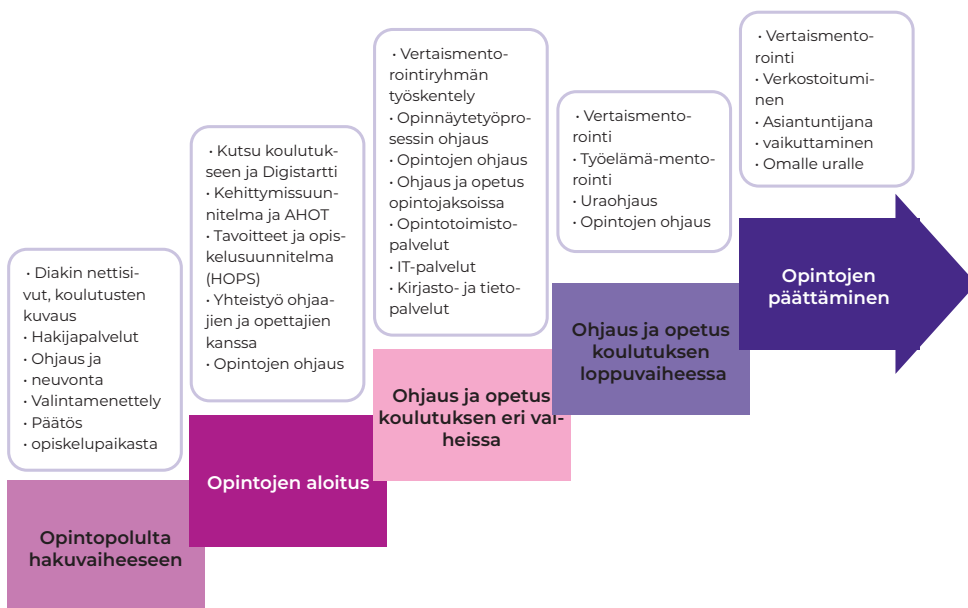 • Diakin nettisi-
vut, koulutusten
kuvaus
• Hakijapalvelut
• Ohjaus ja
• neuvonta
• Valintamenettely
• Päätös
• opiskelupaikasta
Opintopolulta
hakuvaiheeseen
• Kutsu koulutuk-
seen ja Digistartti
• Kehittymissuun-
nitelma ja AHOT
• Tavoitteet ja opis-
kelusuunnitelma
(HOPS)
• Yhteistyö ohjaa-
jien ja opettajien
kanssa
• Opintojen ohjaus
Opintojen aloitus
• Vertaismento-
rointiryhmän
työskentely
• Opinnäytetyöpro-
sessin ohjaus
• Opintojen ohjaus
• Ohjaus ja opetus
opintojaksoissa
• Opintotoimisto-
palvelut
• IT-palvelut
• Kirjasto- ja tieto-
palvelut
Ohjaus ja opetus
koulutuksen eri vai-
heissa
• Vertaismento-
rointi
• Työelämä-mento-
rointi
• Uraohjaus
• Opintojen ohjaus
Ohjaus ja opetus
koulutuksen
loppuvaiheessa
• Vertaismento-
rointi
• Verkostoitumi-
nen
• Asiantuntijana
• vaikuttaminen
• Omalle uralle
Opintojen
päättäminen